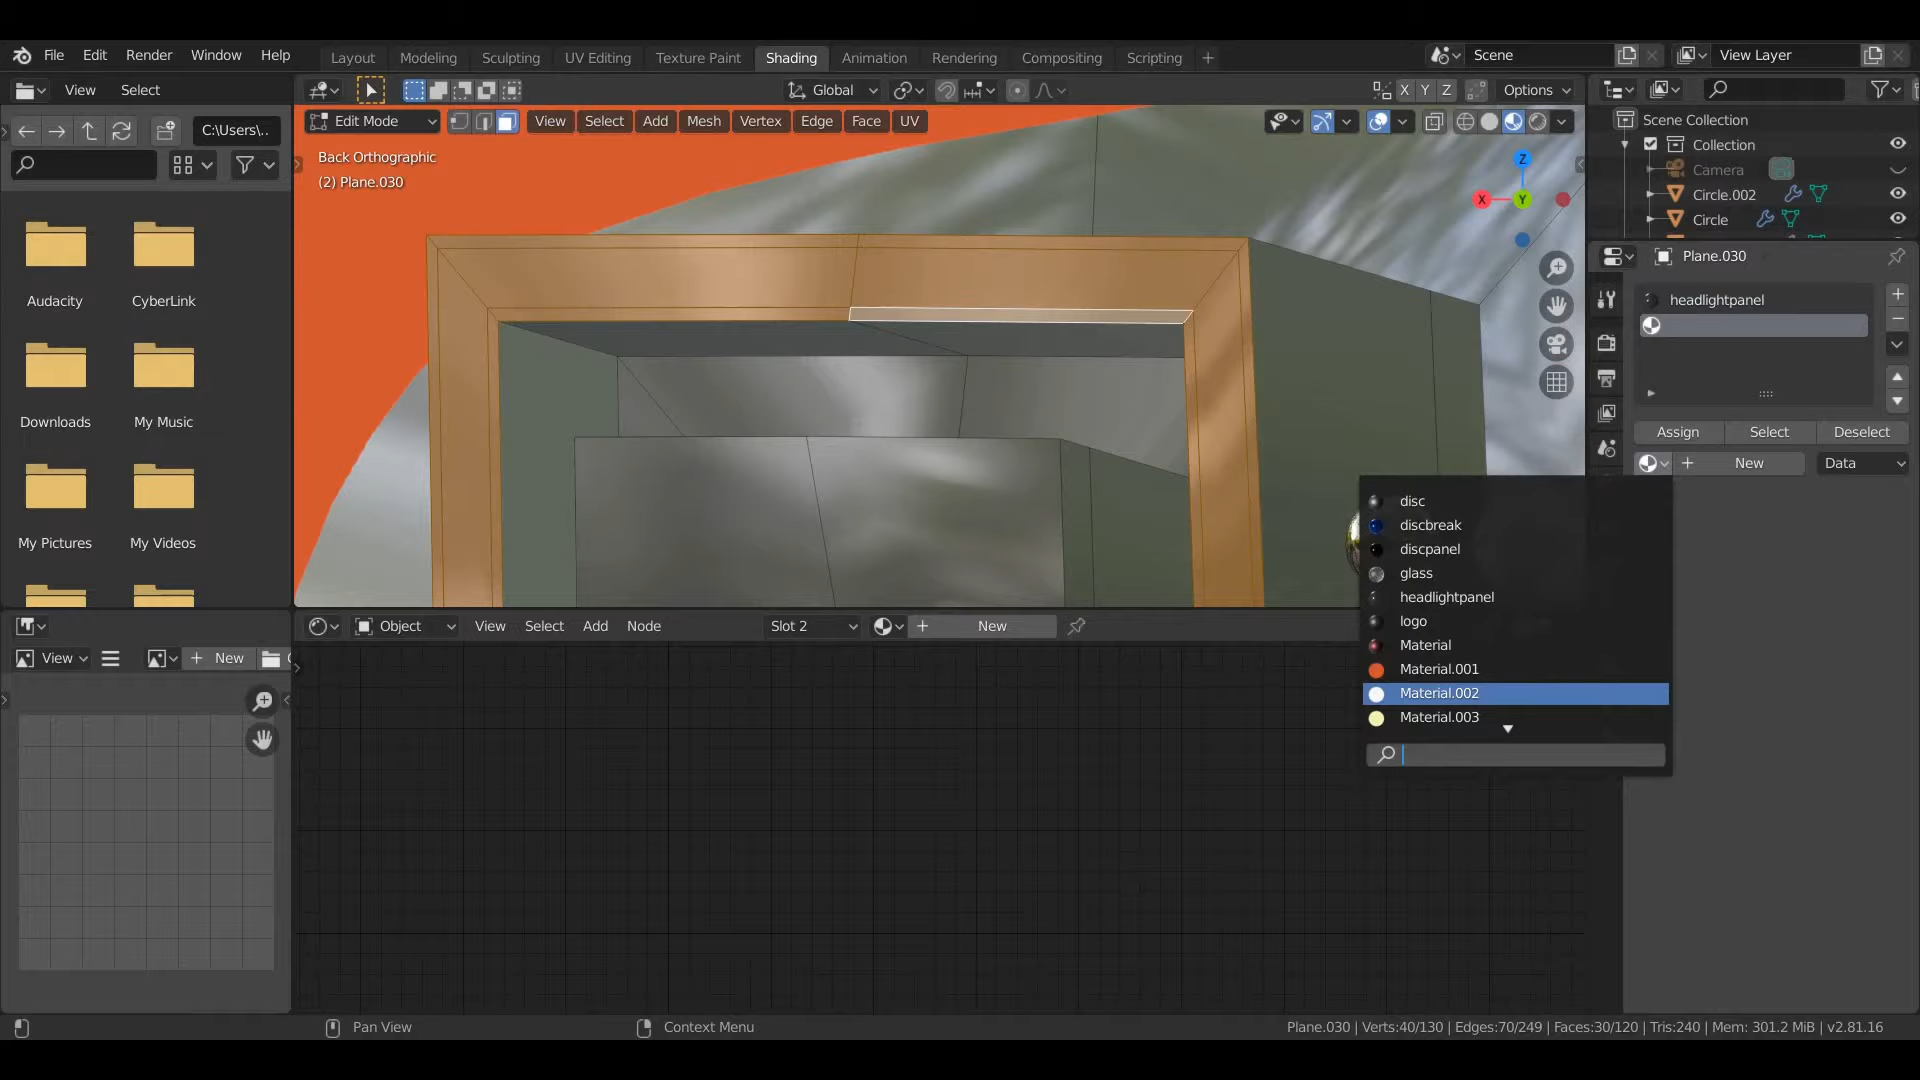 File Edit Render Window Help Layout Modeling Sculpting UV Editing Texture Paint Shading Animation Rendering Compositing Scripting Scene View Layer
View Select Global X Y Z Options
C:\Users\.. Edit Mode View Select Add Mesh Vertex Edge Face UV Scene Collection
Collection
Back Orthographic
(2) Plane.030
Camera
Circle.002
Circle
Z
X Y
Plane.030
headlightpanel
Audacity CyberLink
Downloads My Music
Assign Select Deselect
New Data
My Pictures My Videos
disc
discbreak
discpanel
glass
headlightpanel
logo
Material
Material.001
Material.002
Material.003
Object View Select Add Node Slot 2 New
View New
Pan View Context Menu Plane.030 | Verts:40/130 | Edges:70/249 | Faces:30/120 | Tris:240 | Mem: 301.2 MiB | v2.81.16